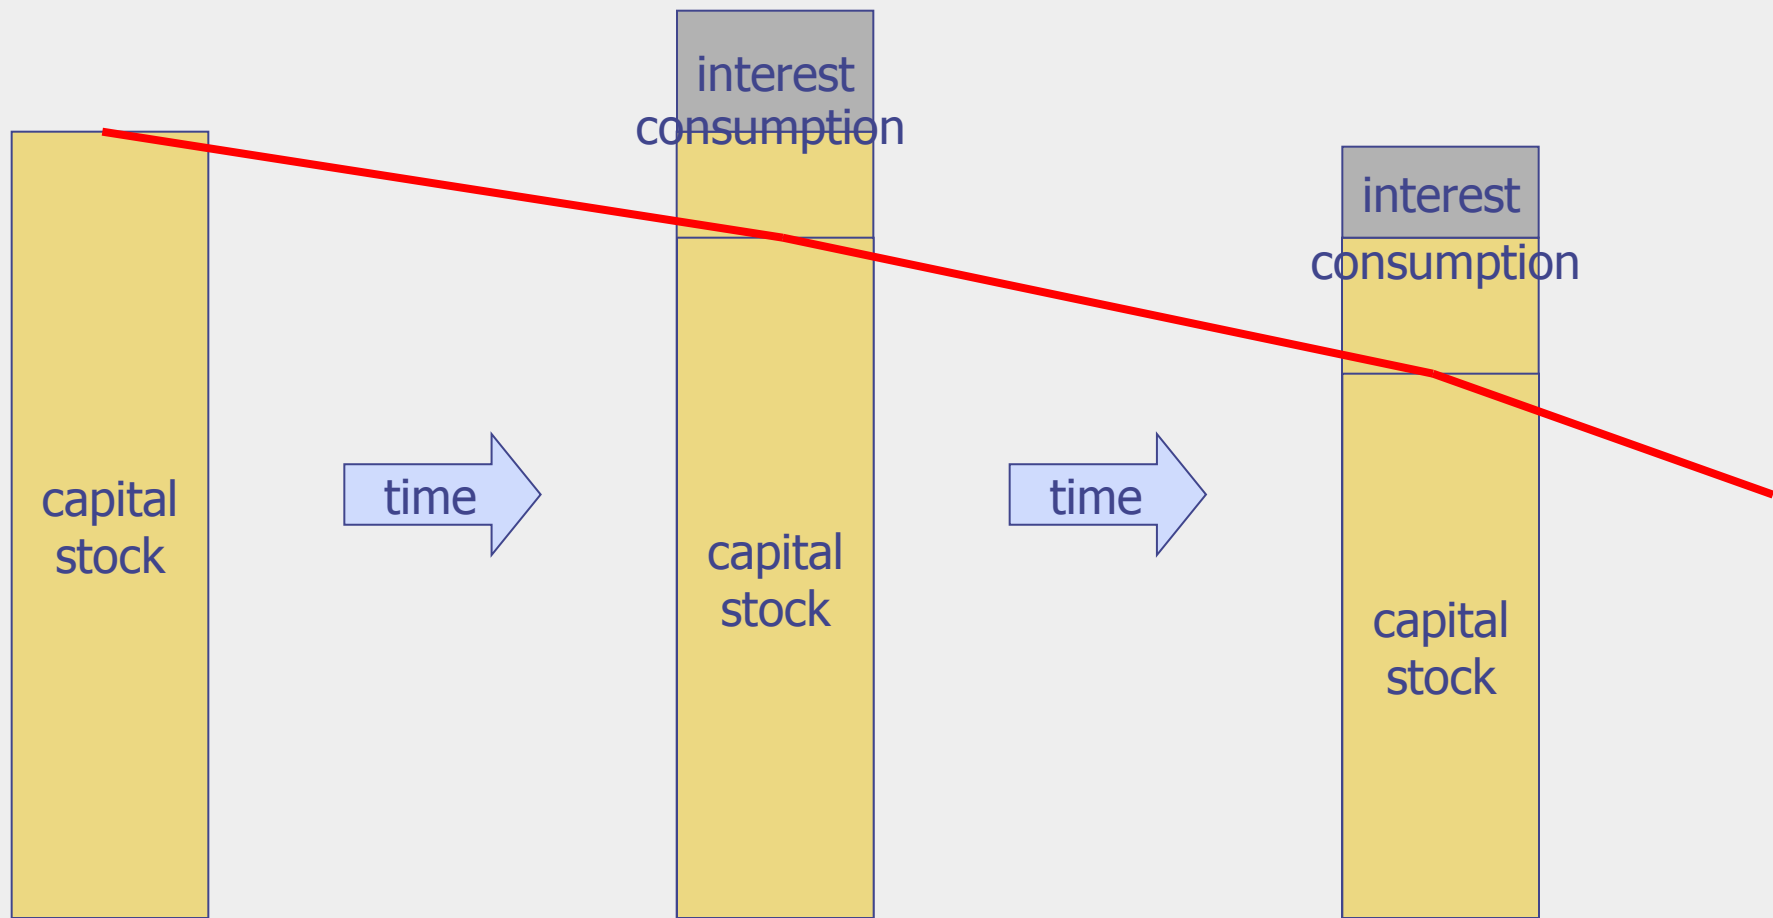 capital
stock
time
interest
consumption
capital
stock
time
interest
consumption
capital
stock